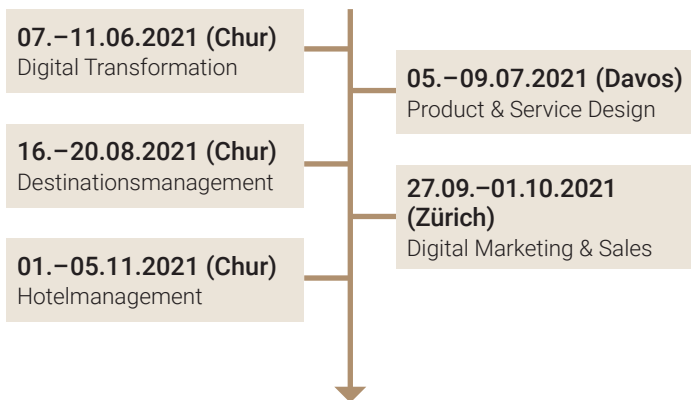 07.–11.06.2021 (Chur)
Digital Transformation
05.–09.07.2021 (Davos)
Product & Service Design
16.–20.08.2021 (Chur)
Destinationsmanagement
27.09.–01.10.2021
(Zürich)
Digital Marketing & Sales
01.–05.11.2021 (Chur)
Hotelmanagement